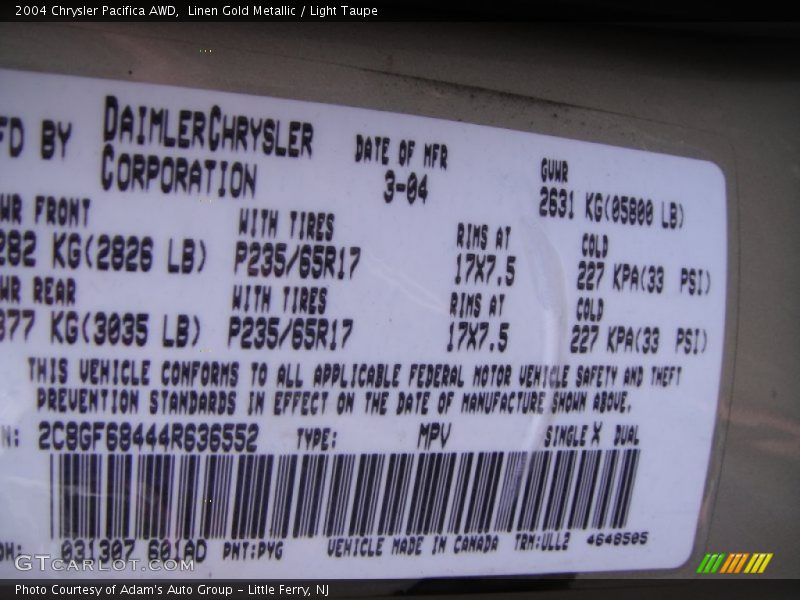 2004 Chrysler Pacifica AWD, Linen Gold Metallic / Light Taupe
FD BY DAIMLERCHRYSLER CORPORATION
DATE OF MFR
3-04
GVWR
2631 KG(05800 LB)
WR FRONT WITH TIRES RIMS AT COLD
282 KG(2826 LB) P235/65R17 17X7.5 227 KPA(33 PSI)
WR REAR WITH TIRES RIMS AT COLD
377 KG(3035 LB) P235/65R17 17X7.5 227 KPA(33 PSI)
THIS VEHICLE CONFORMS TO ALL APPLICABLE FEDERAL MOTOR VEHICLE SAFETY AND THEFT
PREVENTION STANDARDS IN EFFECT ON THE DATE OF MANUFACTURE SHOWN ABOVE.
N: 2C8GF68444R636552 TYPE: MPV SINGLE X DUAL
DH: 031307 601AD PNT:PYG VEHICLE MADE IN CANADA TRM:ULL2 4648505
GTCARLOT.COM
Photo Courtesy of Adam's Auto Group - Little Ferry, NJ